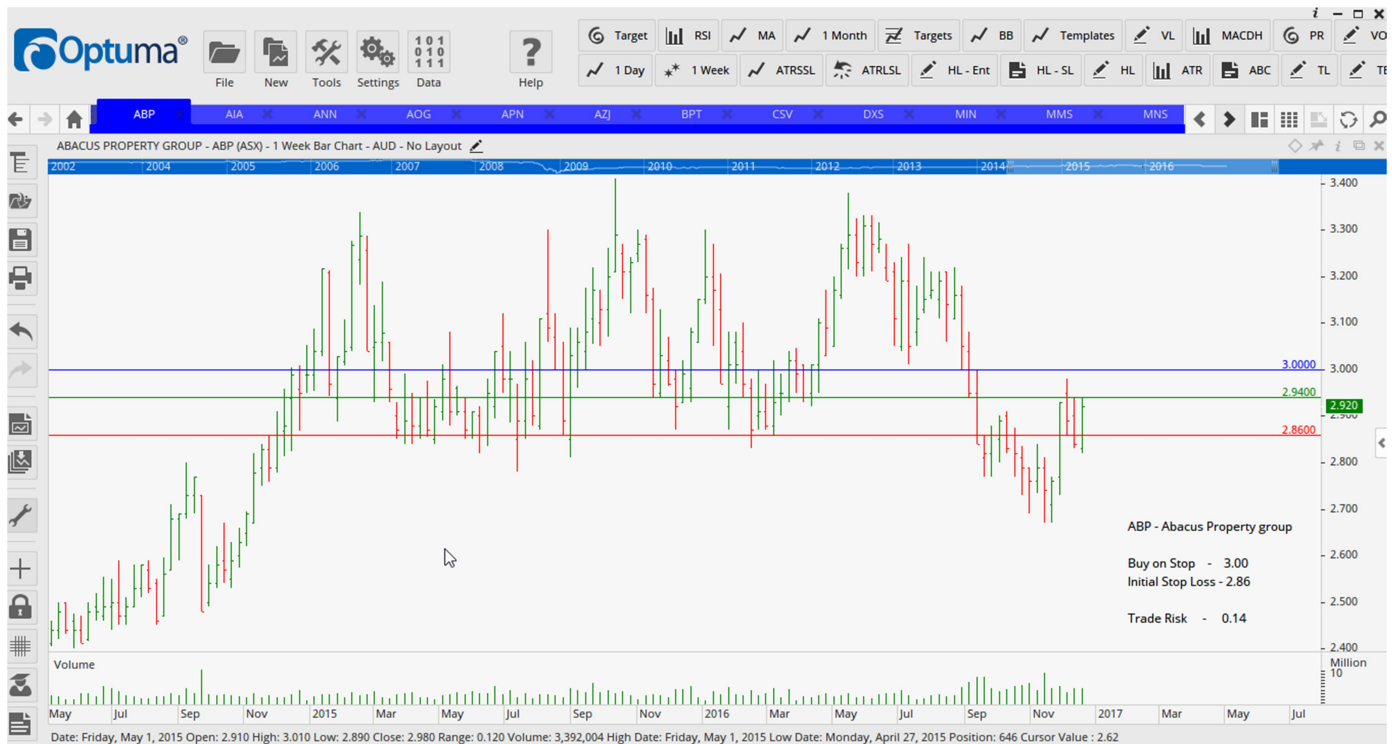 i
Optuma®
File
New
Tools
Settings
101
010
111
Data
?
Help
Target RSI MA 1 Month Targets BB Templates VL MACDH PR VO
1 Day 1 Week ATRSSL ATRLSL HL - Ent HL - SL HL ATR ABC TL TE
ABP AIA ANN AOG APN AZJ BPT CSV DXS MIN MMS MNS
ABACUS PROPERTY GROUP - ABP (ASX) - 1 Week Bar Chart - AUD - No Layout
2002 2004 2005 2006 2007 2008 2009 2010 2011 2012 2013 2014 2015 2016
3.400
3.300
3.200
3.100
3.0000 3.000
2.9400
2.920
2.900
2.8600
2.800
2.700
ABP - Abacus Property group
2.600
Buy on Stop - 3.00
Initial Stop Loss - 2.86
2.500
Trade Risk - 0.14
2.400
Volume
Million
10
May Jul Sep Nov 2015 Mar May Jul Sep Nov 2016 Mar May Jul Sep Nov 2017 Mar May Jul
Date: Friday, May 1, 2015 Open: 2.910 High: 3.010 Low: 2.890 Close: 2.980 Range: 0.120 Volume: 3,392,004 High Date: Friday, May 1, 2015 Low Date: Monday, April 27, 2015 Position: 646 Cursor Value : 2.62